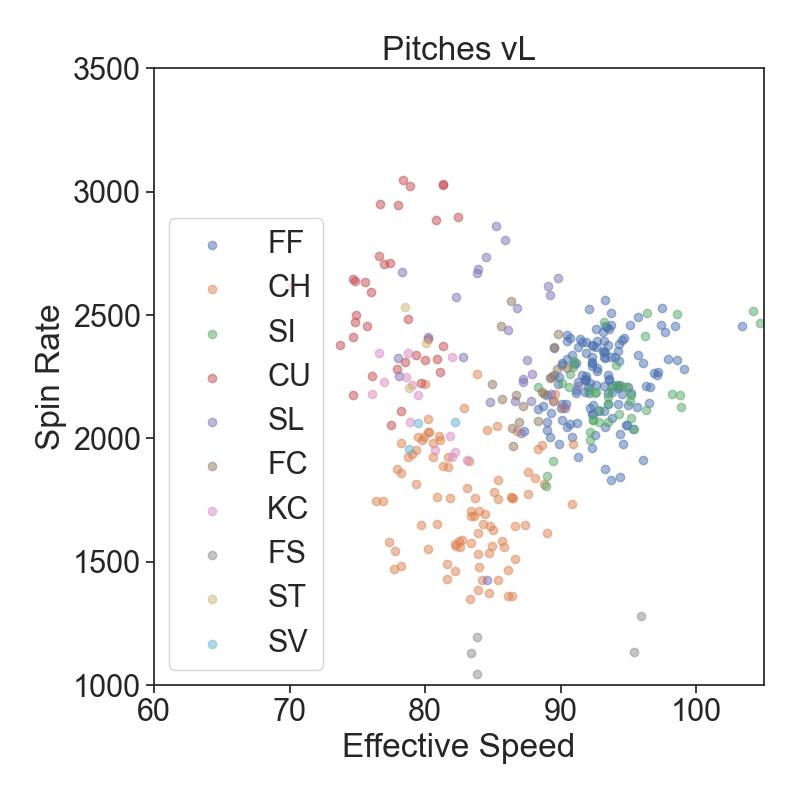 Pitches vL
3500
3000
2500
2000
1500
1000
Spin Rate
FF
CH
SI
CU
SL
FC
KC
FS
ST
SV
60 70 80 90 100
Effective Speed